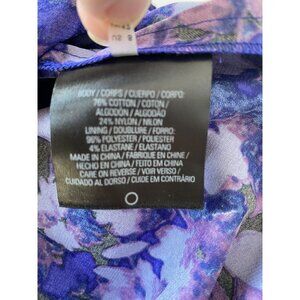 BODY / CORPS / CUERPO / CORPO:
76% COTTON / COTON /
ALGODÓN / ALGODÃO
24% NYLON / NILON
LINING / DOUBLURE / FORRO:
96% POLYESTER / POLIÉSTER
4% ELASTANE / ELASTANO
MADE IN CHINA / FABRIQUÉ EN CHINE /
HECHO EN CHINA / FEITO EM CHINA
CARE ON REVERSE / VOIR VERSO /
CUIDADO AL DORSO / CUIDE EM CONTRÁRIO